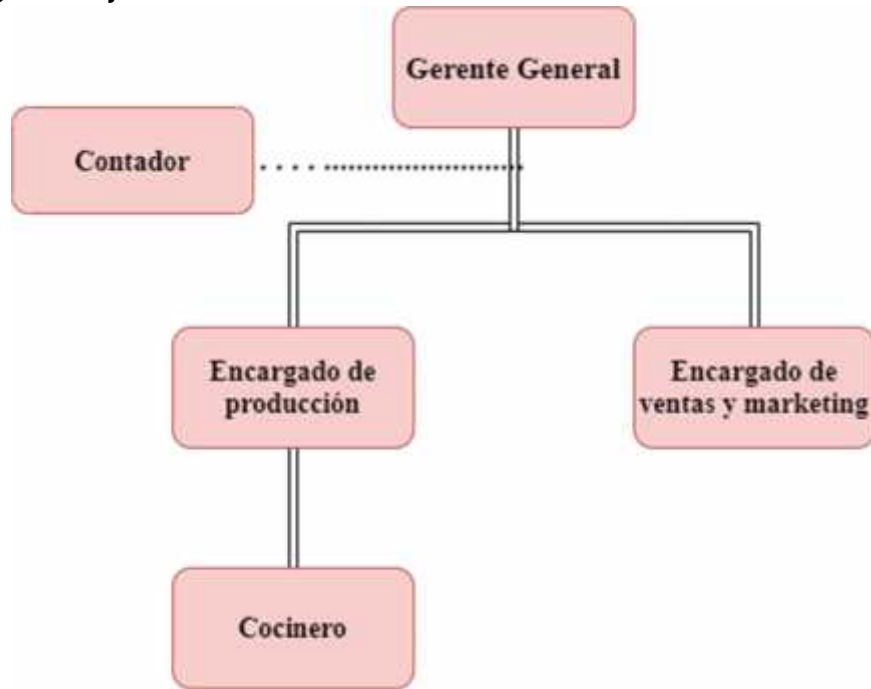 Gerente General
Contador
Encargado de
producción
Encargado de
ventas y marketing
Cocinero